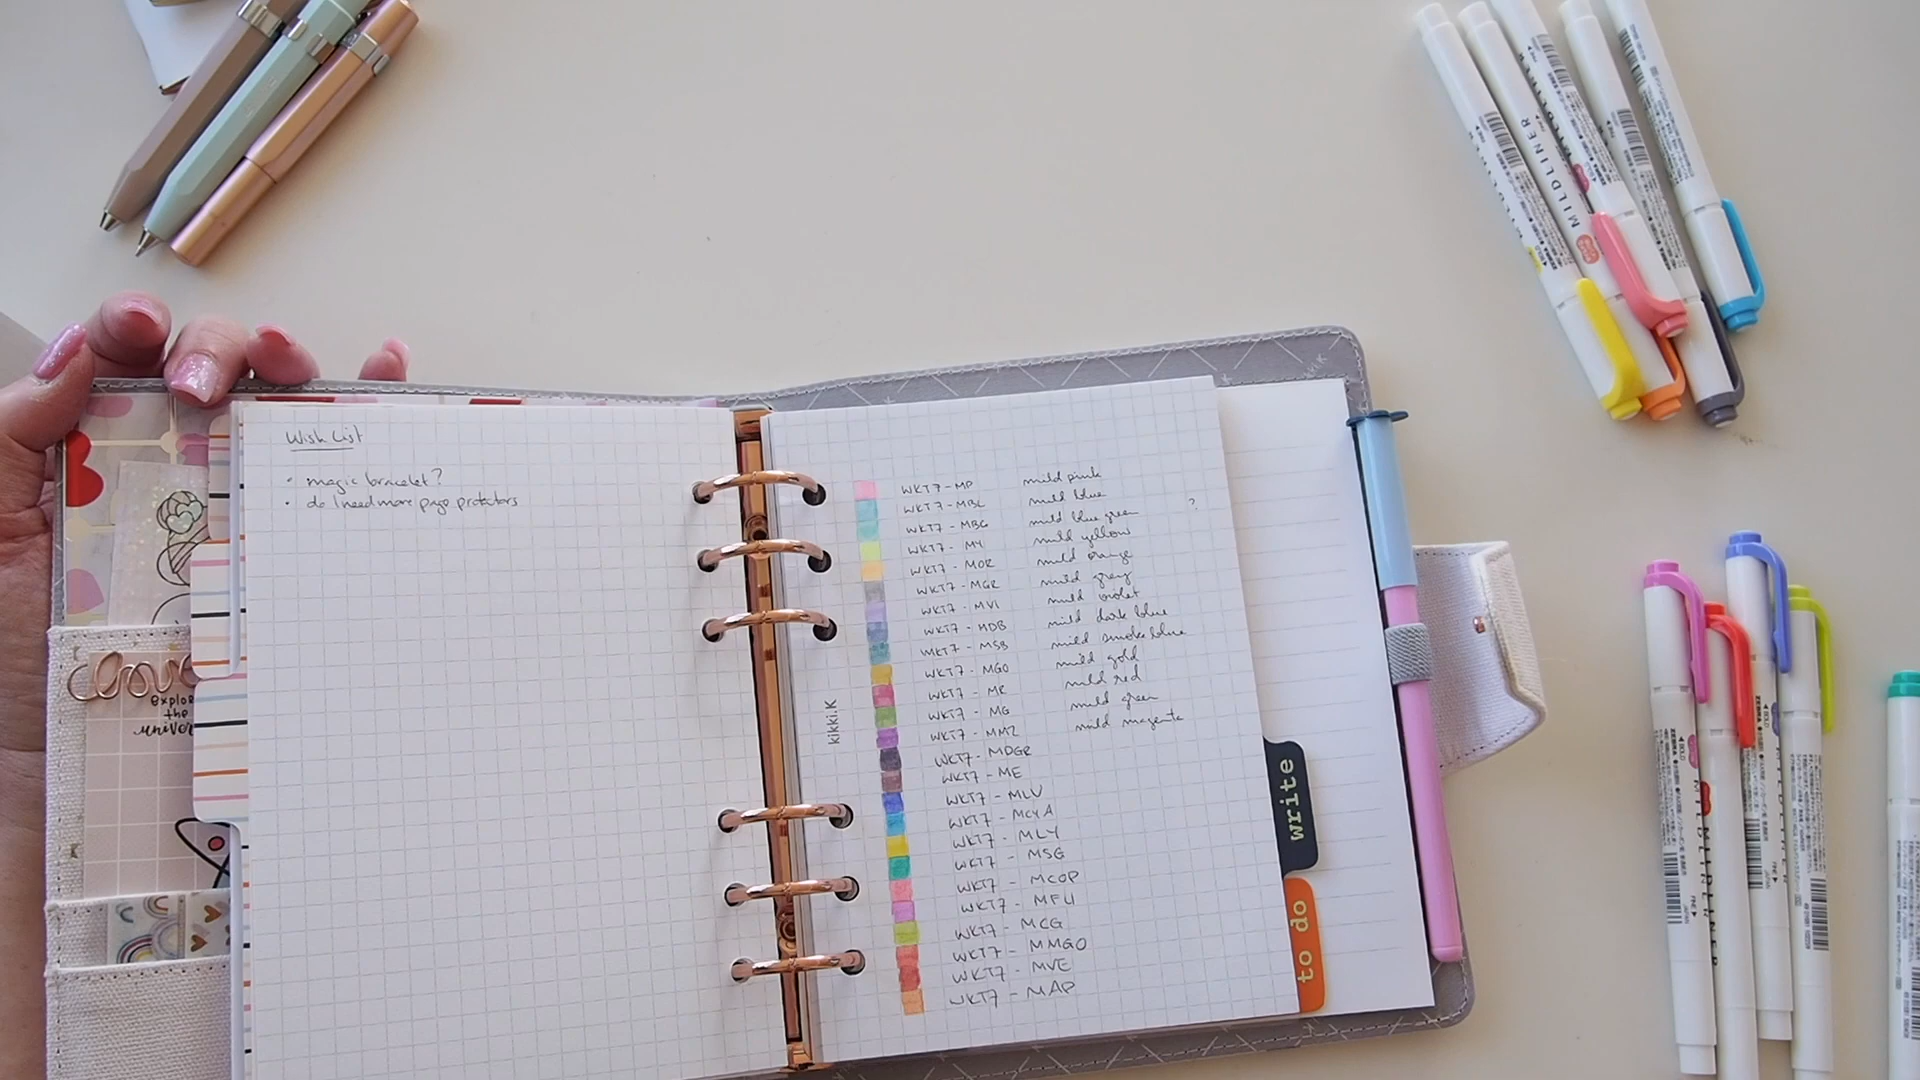 Wish List
• magic bracelet?
• do I need more page protectors
love
explo
the
univer
kikki.K
WKT7 - MP mild pink
WKT7 - MBL mild blue
WKT7 - MBG mild blue green ?
WKT7 - MY mild yellow
WKT7 - MOR mild orange
WKT7 - MGR mild grey
WKT7 - MVI mild violet
WKT7 - MDB mild dark blue
WKT7 - MSB mild smoke blue
WKT7 - MGO mild gold
WKT7 - MR mild red
WKT7 - MG mild green
WKT7 - MMZ mild magenta
WKT7 - MDGR
WKT7 - ME
WKT7 - MLV
WKT7 - MCYA
WKT7 - MLY
WKT7 - MSG
WKT7 - MCOP
WKT7 - MFU
WKT7 - MCG
WKT7 - MMGO
WKT7 - MVE
WKT7 - MAP
write
to do
MILDLINER
MILDLINER